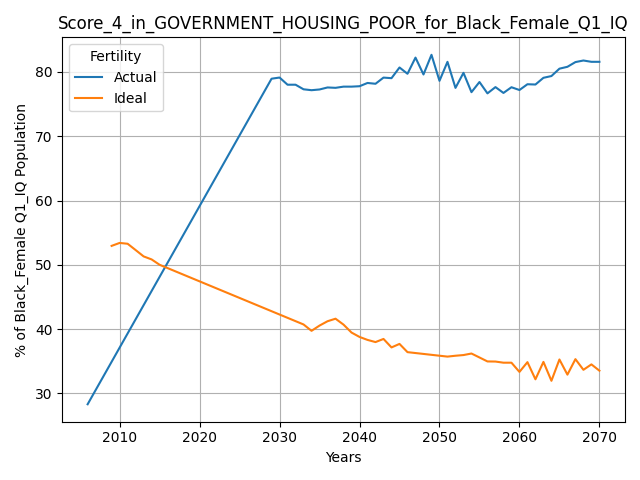 Score_4_in_GOVERNMENT_HOUSING_POOR_for_Black_Female_Q1_IQ
Fertility
Actual
Ideal
% of Black_Female Q1_IQ Population
80
70
60
50
40
30
2010 2020 2030 2040 2050 2060 2070
Years